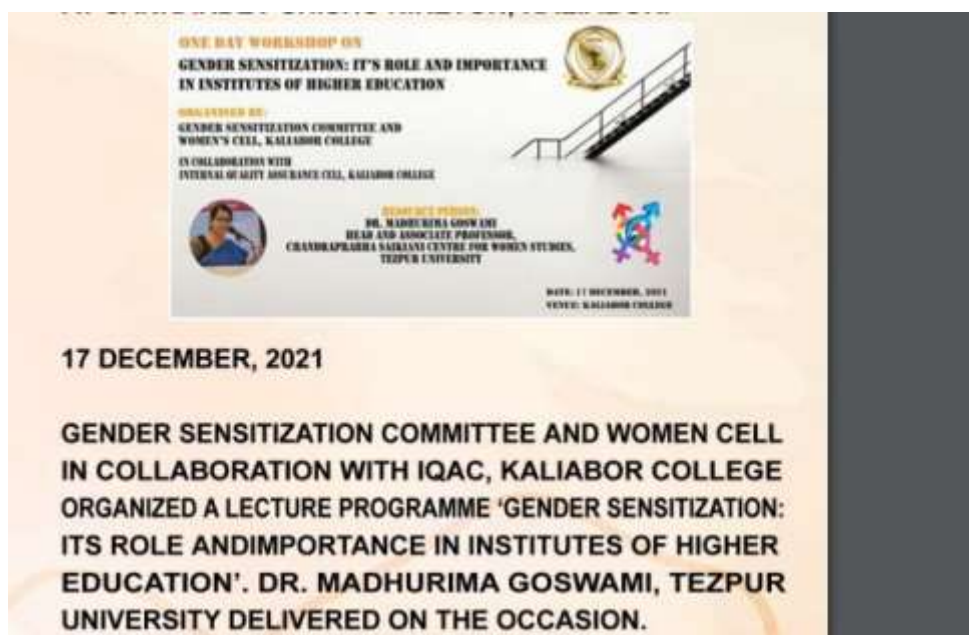 ONE DAY WORKSHOP ON
GENDER SENSITIZATION: IT'S ROLE AND IMPORTANCE
IN INSTITUTES OF HIGHER EDUCATION
ORGANISED BY:
GENDER SENSITIZATION COMMITTEE AND
WOMEN'S CELL, KALIABOR COLLEGE
IN COLLABORATION WITH
INTERNAL QUALITY ASSURANCE CELL, KALIABOR COLLEGE
RESOURCE PERSON:
DR. MADHURIMA GOSWAMI
HEAD AND ASSOCIATE PROFESSOR,
CHANDRAPRABHA SAIKIANI CENTRE FOR WOMEN STUDIES,
TEZPUR UNIVERSITY
DATE: 17 DECEMBER, 2021
VENUE: KALIABOR COLLEGE
17 DECEMBER, 2021
GENDER SENSITIZATION COMMITTEE AND WOMEN CELL
IN COLLABORATION WITH IQAC, KALIABOR COLLEGE
ORGANIZED A LECTURE PROGRAMME ‘GENDER SENSITIZATION:
ITS ROLE ANDIMPORTANCE IN INSTITUTES OF HIGHER
EDUCATION’. DR. MADHURIMA GOSWAMI, TEZPUR
UNIVERSITY DELIVERED ON THE OCCASION.